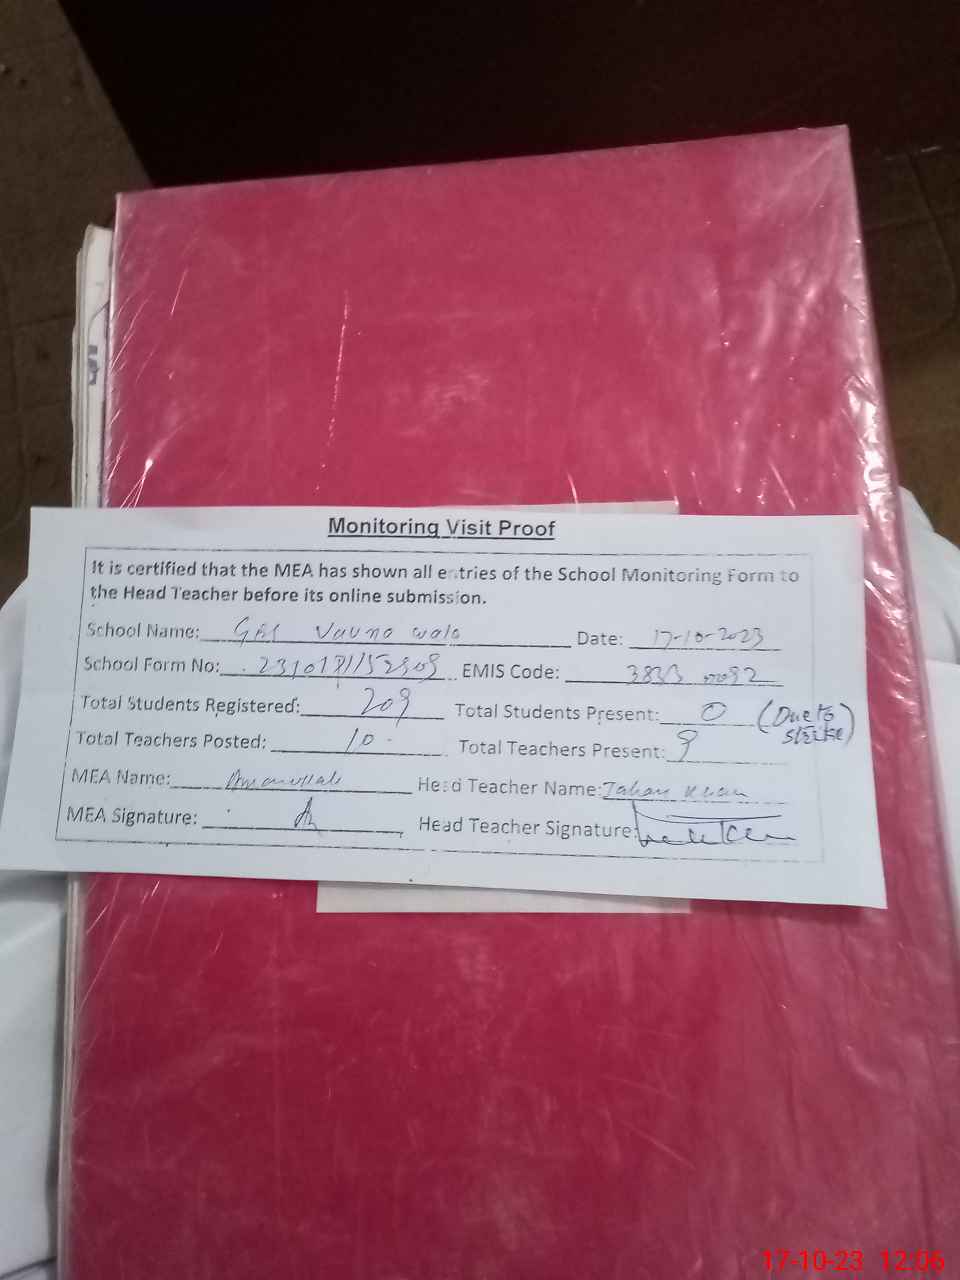 Monitoring Visit Proof
It is certified that the MEA has shown all entries of the School Monitoring Form to
the Head Teacher before its online submission.
School Name: wala Date: 17-10-2023
School Form No: EMIS Code:
Total Students Registered: 209 Total Students Present: 0 (Due to
strike)
Total Teachers Posted: 10 Total Teachers Present: 9
MEA Name: Head Teacher Name: Khan
MEA Signature: Head Teacher Signature:
17-10-23 12:06